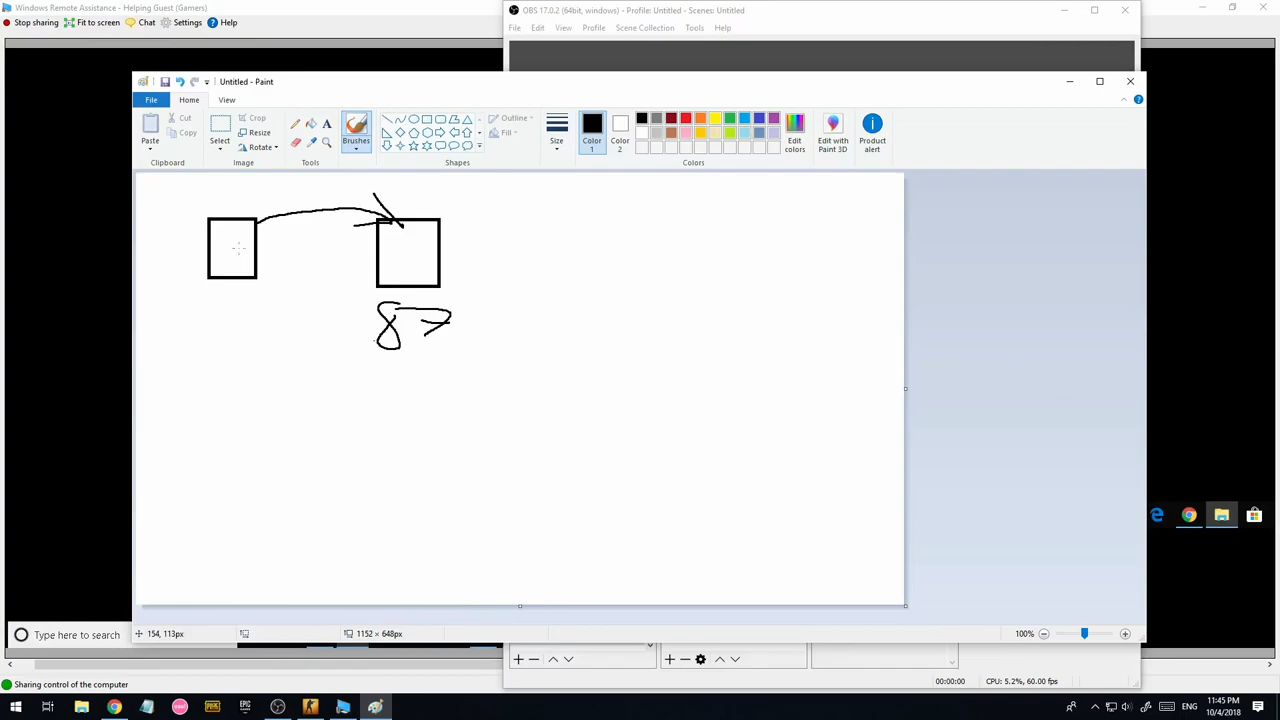 Windows Remote Assistance - Helping Guest (Gamers)
Stop sharing Fit to screen Chat Settings Help
OBS 17.0.2 (64bit, windows) - Profile: Untitled - Scenes: Untitled
File Edit View Profile Scene Collection Tools Help
Untitled - Paint
File Home View
Paste
Cut
Copy
Clipboard
Select
Crop
Resize
Rotate
Image
A
Tools
Brushes
Outline
Fill
Shapes
Size
Color 1
Color 2
Edit colors
Colors
Edit with Paint 3D
Product alert
87
154, 113px
1152 × 648px
100%
Type here to search
00:00:00
CPU: 5.2%, 60.00 fps
Sharing control of the computer
EPIC
ENG
11:45 PM
10/4/2018